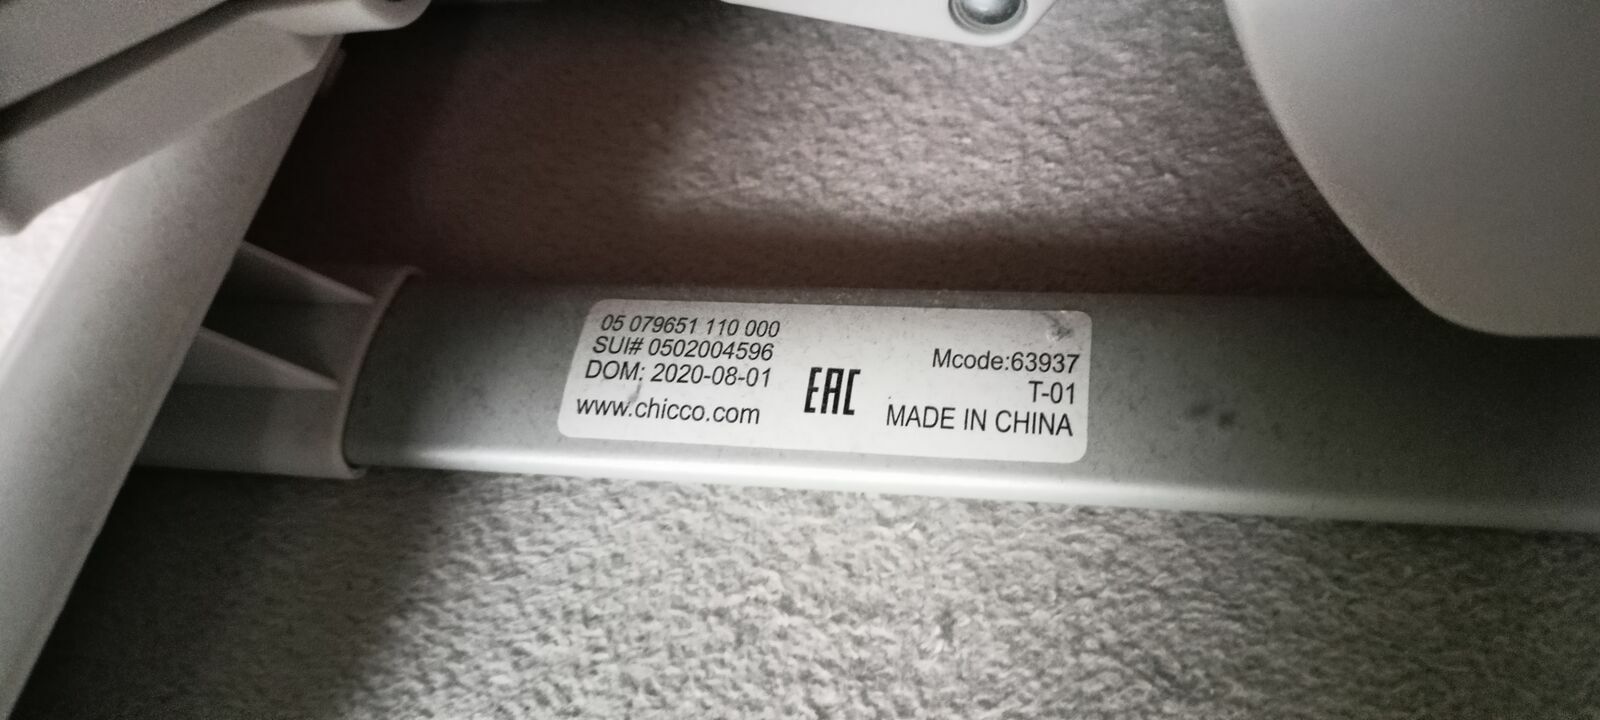 05 079651 110 000
SUI# 0502004596
DOM: 2020-08-01
www.chicco.com
EAC
Mcode:63937
T-01
MADE IN CHINA